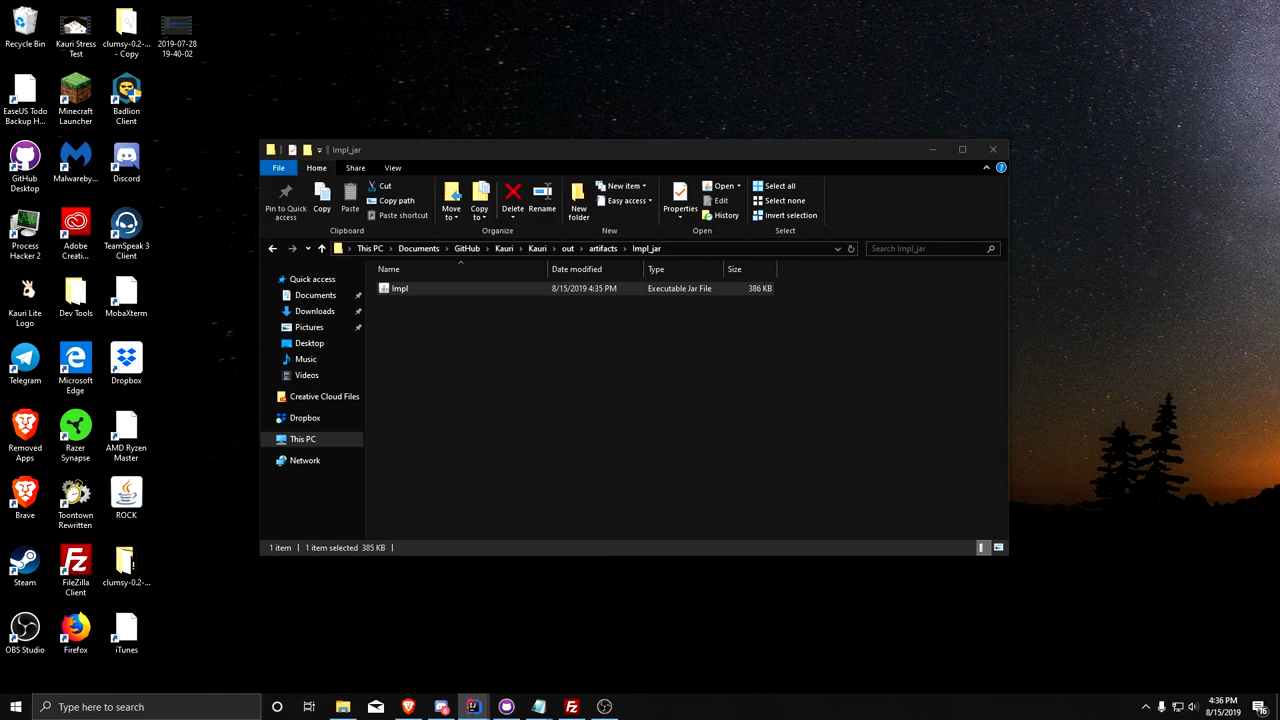 Recycle Bin
Kauri Stress
Test
clumsy-0.2-...
- Copy
2019-07-28
19-40-02
EaseUS Todo
Backup H...
Minecraft
Launcher
Badlion
Client
GitHub
Desktop
Malwareby...
Discord
Process
Hacker 2
Adobe
Creati...
TeamSpeak 3
Client
Kauri Lite
Logo
Dev Tools
MobaXterm
Telegram
Microsoft
Edge
Dropbox
Removed
Apps
Razer
Synapse
AMD Ryzen
Master
Brave
Toontown
Rewritten
ROCK
Steam
FileZilla
Client
clumsy-0.2-...
OBS Studio
Firefox
iTunes
Impl_jar
File
Home
Share
View
Pin to Quick
access
Copy
Paste
Cut
Copy path
Paste shortcut
Clipboard
Move
to
Copy
to
Delete
Rename
Organize
New
folder
New item
Easy access
New
Properties
Open
Edit
History
Open
Select all
Select none
Invert selection
Select
This PC > Documents > GitHub > Kauri > Kauri > out > artifacts > Impl_jar
Search Impl_jar
Name
Date modified
Type
Size
Impl
8/15/2019 4:35 PM
Executable Jar File
386 KB
Quick access
Documents
Downloads
Pictures
Desktop
Music
Videos
Creative Cloud Files
Dropbox
This PC
Network
1 item
1 item selected 385 KB
Type here to search
4:36 PM
8/15/2019